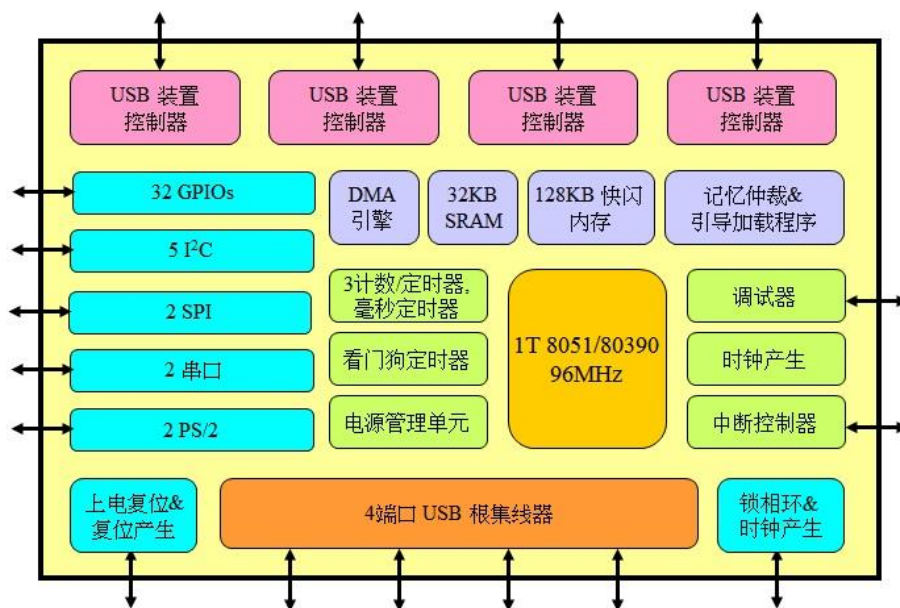 USB 装置
控制器
USB 装置
控制器
USB 装置
控制器
USB 装置
控制器
32 GPIOs
5 I²C
2 SPI
2 串口
2 PS/2
DMA
引擎
32KB
SRAM
128KB 快闪
内存
记忆仲裁&
引导加载程序
3计数/定时器,
毫秒定时器
看门狗定时器
电源管理单元
1T 8051/80390
96MHz
调试器
时钟产生
中断控制器
上电复位&
复位产生
4端口 USB 根集线器
锁相环&
时钟产生